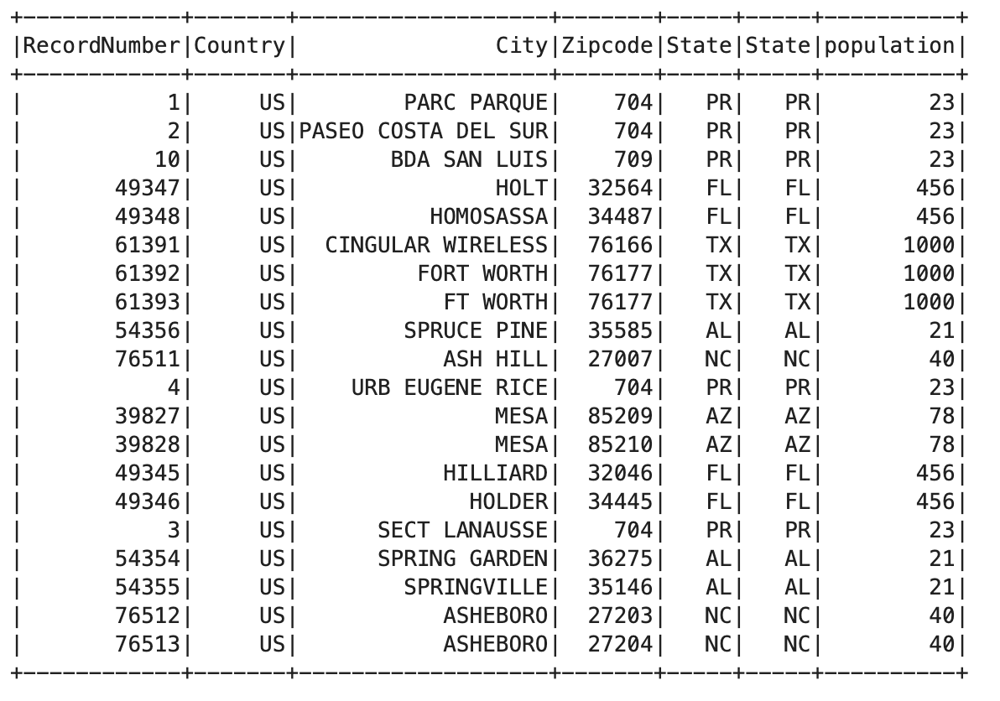 +------------+-------+-------------------+-------+-----+-----+----------+
|RecordNumber|Country|               City|Zipcode|State|State|population|
+------------+-------+-------------------+-------+-----+-----+----------+
|           1|     US|        PARC PARQUE|    704|   PR|   PR|        23|
|           2|     US|PASEO COSTA DEL SUR|    704|   PR|   PR|        23|
|          10|     US|       BDA SAN LUIS|    709|   PR|   PR|        23|
|       49347|     US|               HOLT|  32564|   FL|   FL|       456|
|       49348|     US|          HOMOSASSA|  34487|   FL|   FL|       456|
|       61391|     US|  CINGULAR WIRELESS|  76166|   TX|   TX|      1000|
|       61392|     US|         FORT WORTH|  76177|   TX|   TX|      1000|
|       61393|     US|           FT WORTH|  76177|   TX|   TX|      1000|
|       54356|     US|        SPRUCE PINE|  35585|   AL|   AL|        21|
|       76511|     US|           ASH HILL|  27007|   NC|   NC|        40|
|           4|     US|    URB EUGENE RICE|    704|   PR|   PR|        23|
|       39827|     US|               MESA|  85209|   AZ|   AZ|        78|
|       39828|     US|               MESA|  85210|   AZ|   AZ|        78|
|       49345|     US|           HILLIARD|  32046|   FL|   FL|       456|
|       49346|     US|             HOLDER|  34445|   FL|   FL|       456|
|           3|     US|      SECT LANAUSSE|    704|   PR|   PR|        23|
|       54354|     US|      SPRING GARDEN|  36275|   AL|   AL|        21|
|       54355|     US|        SPRINGVILLE|  35146|   AL|   AL|        21|
|       76512|     US|           ASHEBORO|  27203|   NC|   NC|        40|
|       76513|     US|           ASHEBORO|  27204|   NC|   NC|        40|
+------------+-------+-------------------+-------+-----+-----+----------+